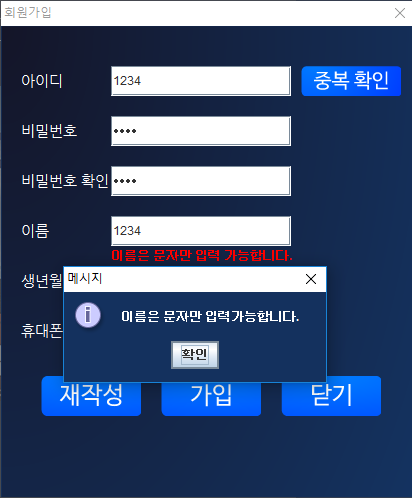 회원가입
아이디 1234 중복 확인
비밀번호 ••••
비밀번호 확인 ••••
이름 1234
이름은 문자만 입력 가능합니다.
생년월
메시지
이름은 문자만 입력 가능합니다.
휴대폰
확인
재작성 가입 닫기